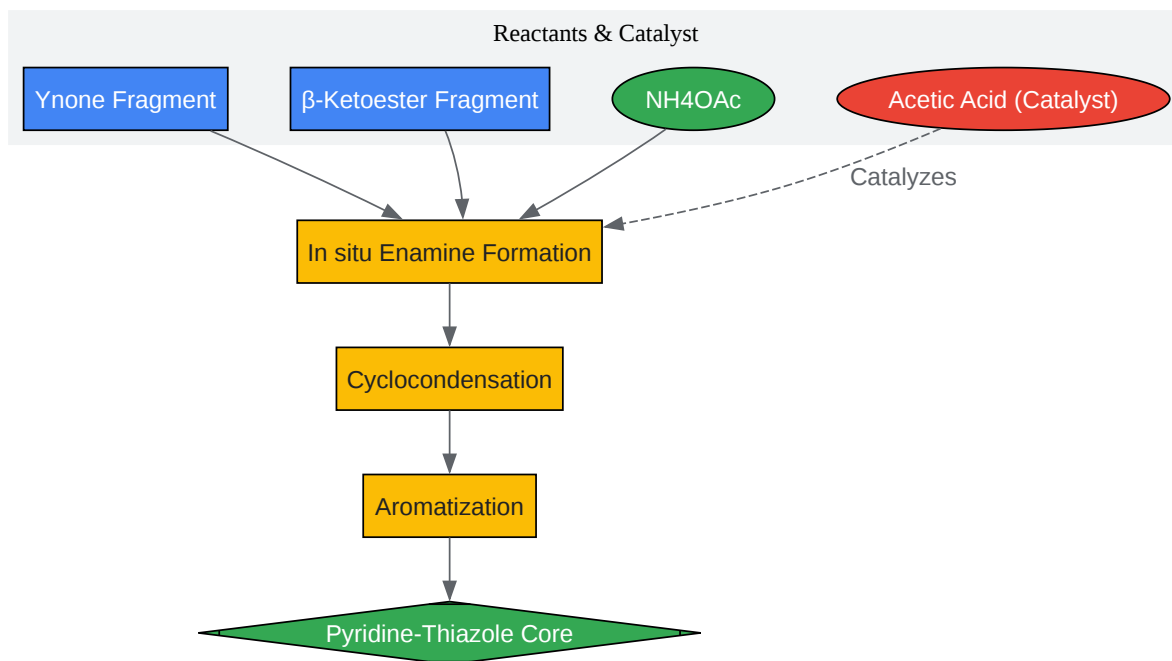 Reactants & Catalyst
Ynone Fragment
β-Ketoester Fragment
NH4OAc
Acetic Acid (Catalyst)
Catalyzes
In situ Enamine Formation
Cyclocondensation
Aromatization
Pyridine-Thiazole Core